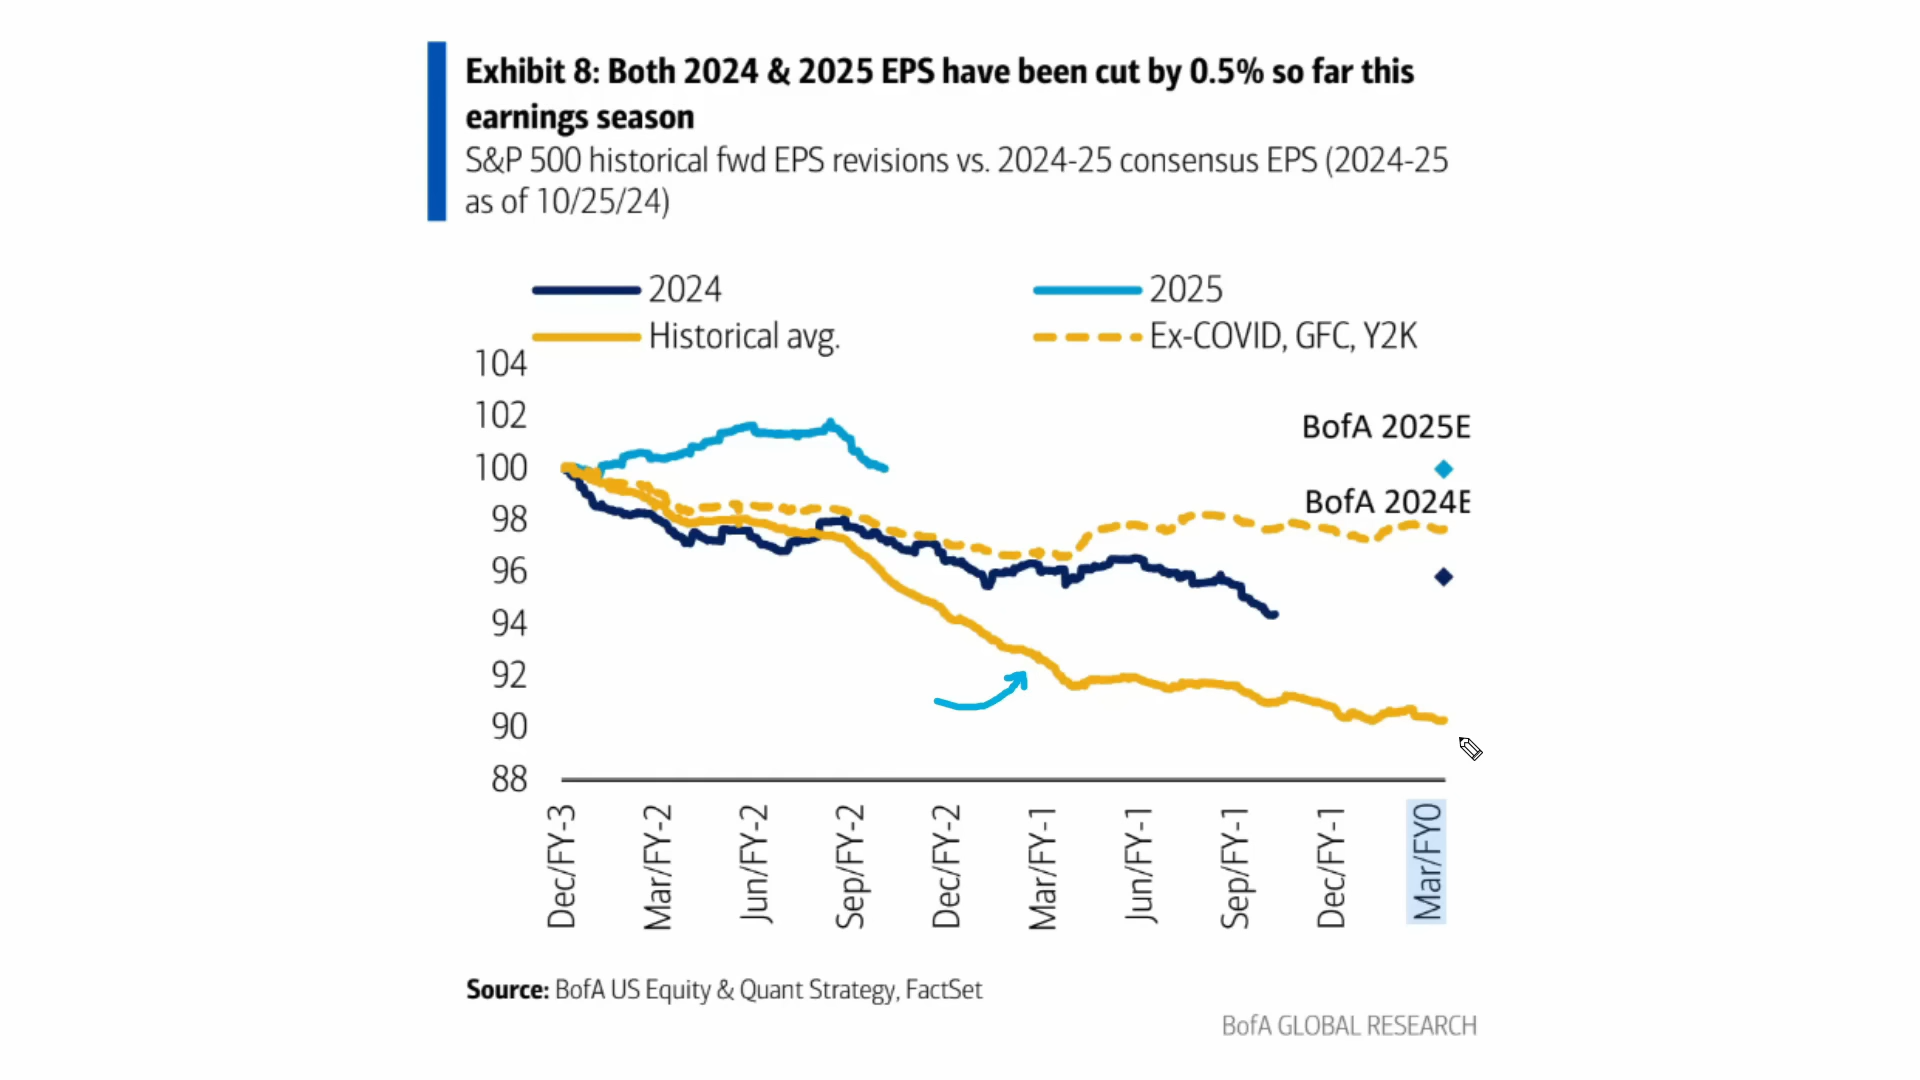 Exhibit 8: Both 2024 & 2025 EPS have been cut by 0.5% so far this
earnings season
S&P 500 historical fwd EPS revisions vs. 2024-25 consensus EPS (2024-25
as of 10/25/24)
2024
2025
Historical avg.
Ex-COVID, GFC, Y2K
104
102
100
98
96
94
92
90
88
BofA 2025E
BofA 2024E
Dec/FY-3
Mar/FY-2
Jun/FY-2
Sep/FY-2
Dec/FY-2
Mar/FY-1
Jun/FY-1
Sep/FY-1
Dec/FY-1
Mar/FY0
Source: BofA US Equity & Quant Strategy, FactSet
BofA GLOBAL RESEARCH